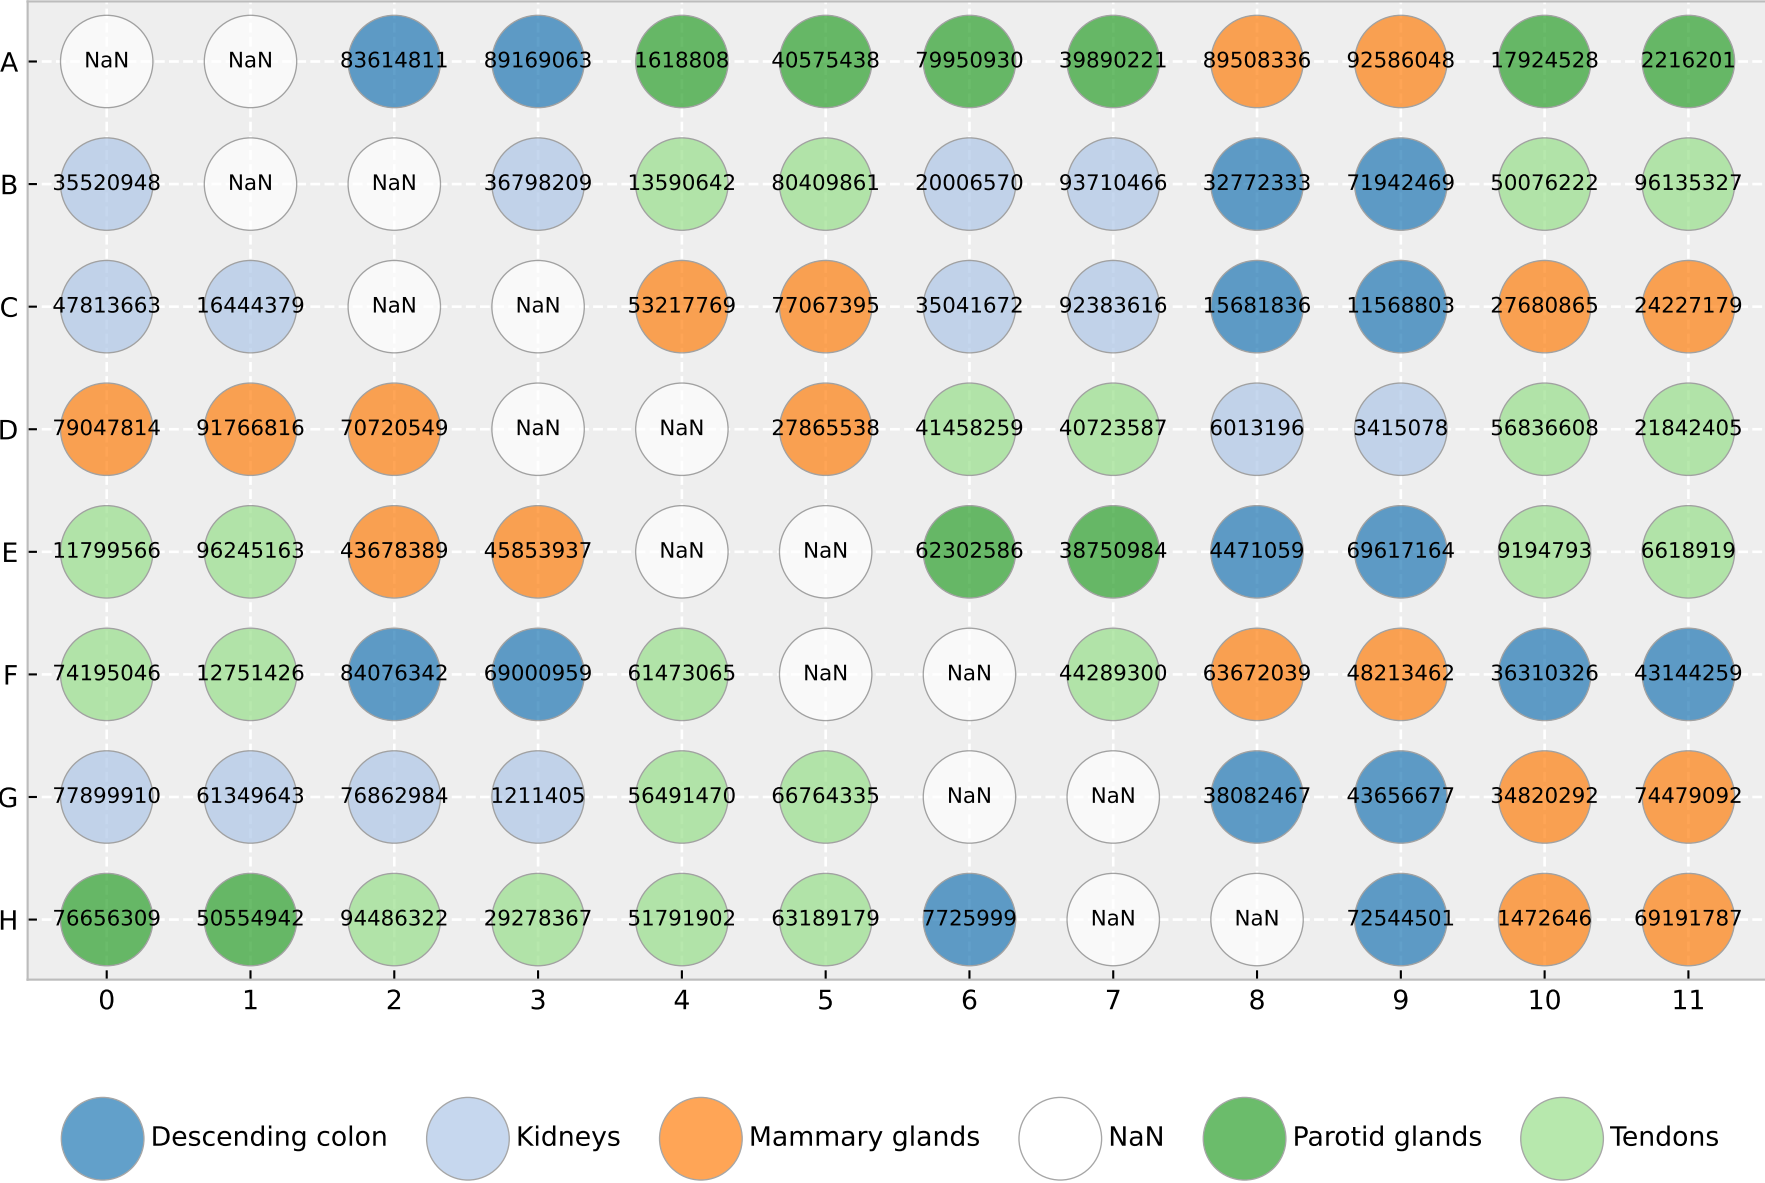 A NaN NaN 83614811 89169063 1618808 40575438 79950930 39890221 89508336 92586048 17924528 2216201
B 35520948 NaN NaN 36798209 13590642 80409861 20006570 93710466 32772333 71942469 50076222 96135327
C 47813663 16444379 NaN NaN 53217769 77067395 35041672 92383616 15681836 11568803 27680865 24227179
D 79047814 91766816 70720549 NaN NaN 27865538 41458259 40723587 6013196 3415078 56836608 21842405
E 11799566 96245163 43678389 45853937 NaN NaN 62302586 38750984 4471059 69617164 9194793 6618919
F 74195046 12751426 84076342 69000959 61473065 NaN NaN 44289300 63672039 48213462 36310326 43144259
G 77899910 61349643 76862984 1211405 56491470 66764335 NaN NaN 38082467 43656677 34820292 74479092
H 76656309 50554942 94486322 29278367 51791902 63189179 7725999 NaN NaN 72544501 1472646 69191787
0 1 2 3 4 5 6 7 8 9 10 11
Descending colon Kidneys Mammary glands NaN Parotid glands Tendons